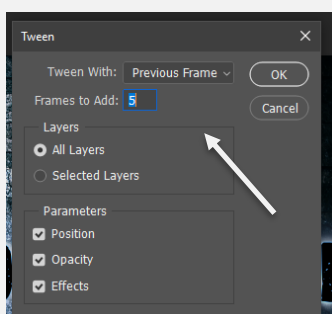 Tween
Tween With: Previous Frame
OK
Frames to Add: 5
Cancel
Layers
All Layers
Selected Layers
Parameters
Position
Opacity
Effects